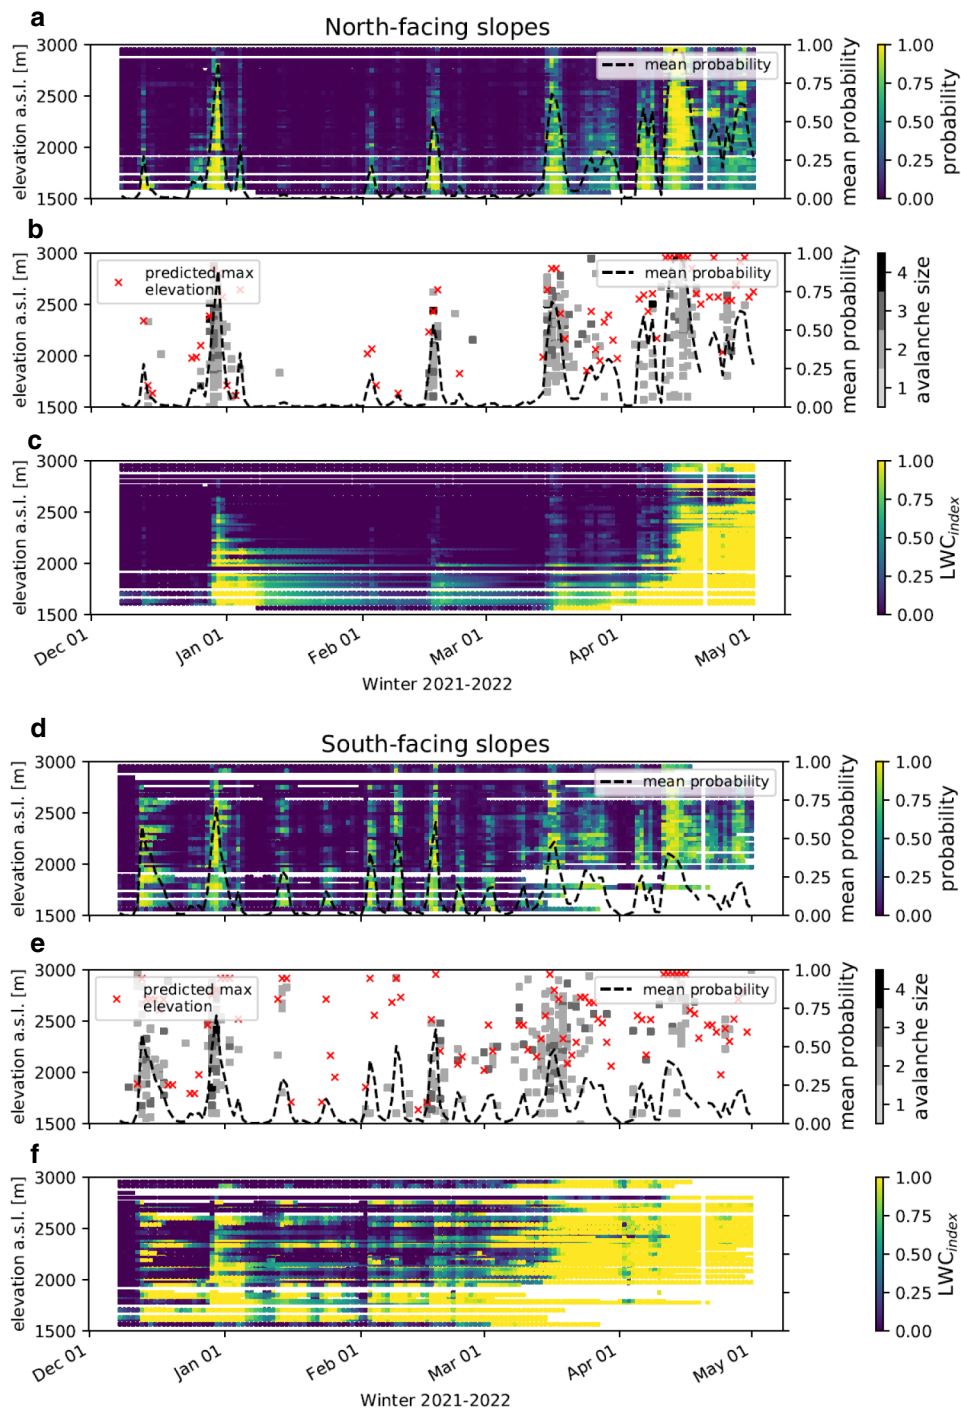 a
North-facing slopes
elevation a.s.l. [m]
3000
2500
2000
1500
mean probability
1.00
0.75
0.50
0.25
0.00
mean probability
1.00
0.75
0.50
0.25
0.00
probability
b
elevation a.s.l. [m]
3000
2500
2000
1500
predicted max
elevation
mean probability
1.00
0.75
0.50
0.25
0.00
mean probability
4
3
2
1
avalanche size
c
elevation a.s.l. [m]
3000
2500
2000
1500
1.00
0.75
0.50
0.25
0.00
LWCindex
Dec 01
Jan 01
Feb 01
Mar 01
Apr 01
May 01
Winter 2021-2022
d
South-facing slopes
elevation a.s.l. [m]
3000
2500
2000
1500
mean probability
1.00
0.75
0.50
0.25
0.00
mean probability
1.00
0.75
0.50
0.25
0.00
probability
e
elevation a.s.l. [m]
3000
2500
2000
1500
predicted max
elevation
mean probability
1.00
0.75
0.50
0.25
0.00
mean probability
4
3
2
1
avalanche size
f
elevation a.s.l. [m]
3000
2500
2000
1500
1.00
0.75
0.50
0.25
0.00
LWCindex
Dec 01
Jan 01
Feb 01
Mar 01
Apr 01
May 01
Winter 2021-2022